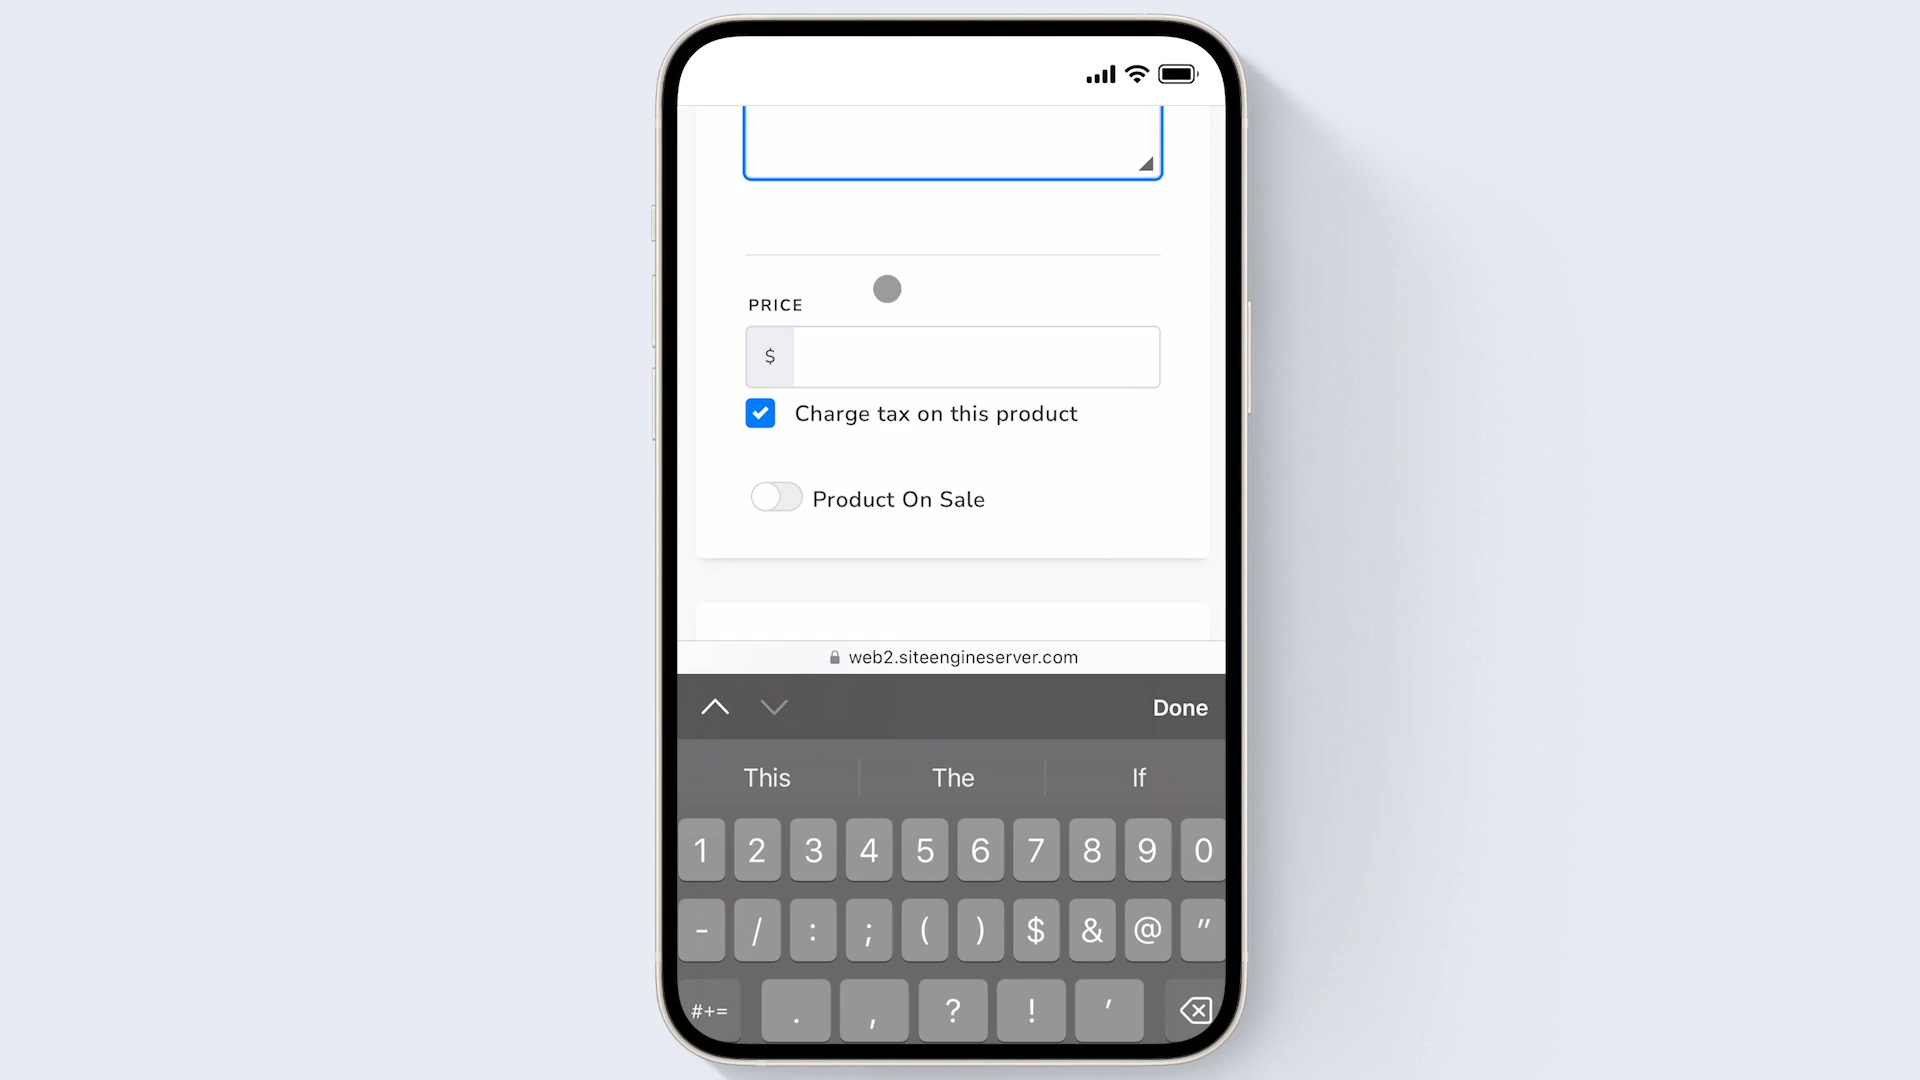 PRICE
$
Charge tax on this product
Product On Sale
web2.siteengineserver.com
Done
This The If
1 2 3 4 5 6 7 8 9 0
- / : ; ( ) $ & @ "
#+= . , ? ! '